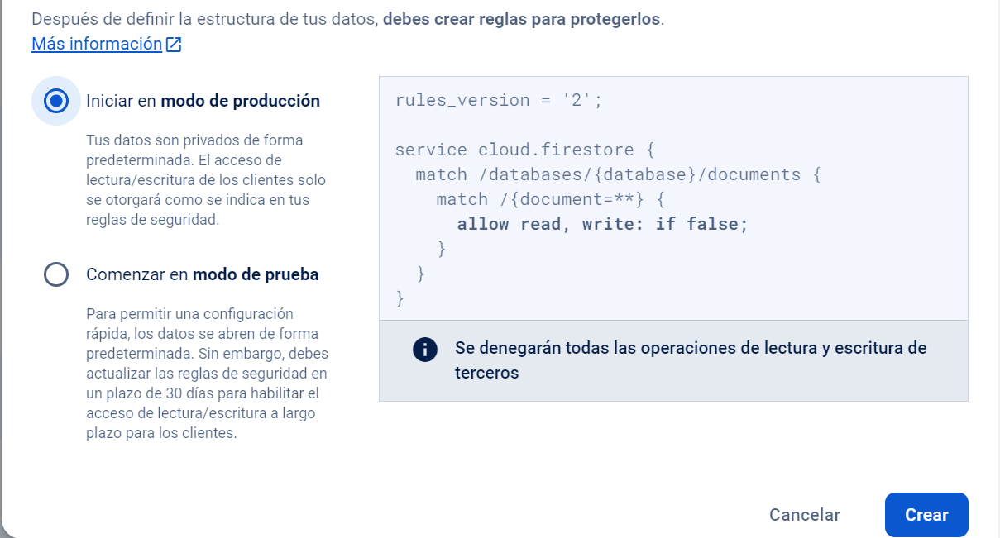 Después de definir la estructura de tus datos, debes crear reglas para protegerlos.
Más información
Iniciar en modo de producción
Tus datos son privados de forma
predeterminada. El acceso de
lectura/escritura de los clientes solo
se otorgará como se indica en tus
reglas de seguridad.
Comenzar en modo de prueba
Para permitir una configuración
rápida, los datos se abren de forma
predeterminada. Sin embargo, debes
actualizar las reglas de seguridad en
un plazo de 30 días para habilitar el
acceso de lectura/escritura a largo
plazo para los clientes.
rules_version = '2';
service cloud.firestore {
  match /databases/{database}/documents {
    match /{document=**} {
      allow read, write: if false;
    }
  }
}
Se denegarán todas las operaciones de lectura y escritura de
terceros
Cancelar
Crear